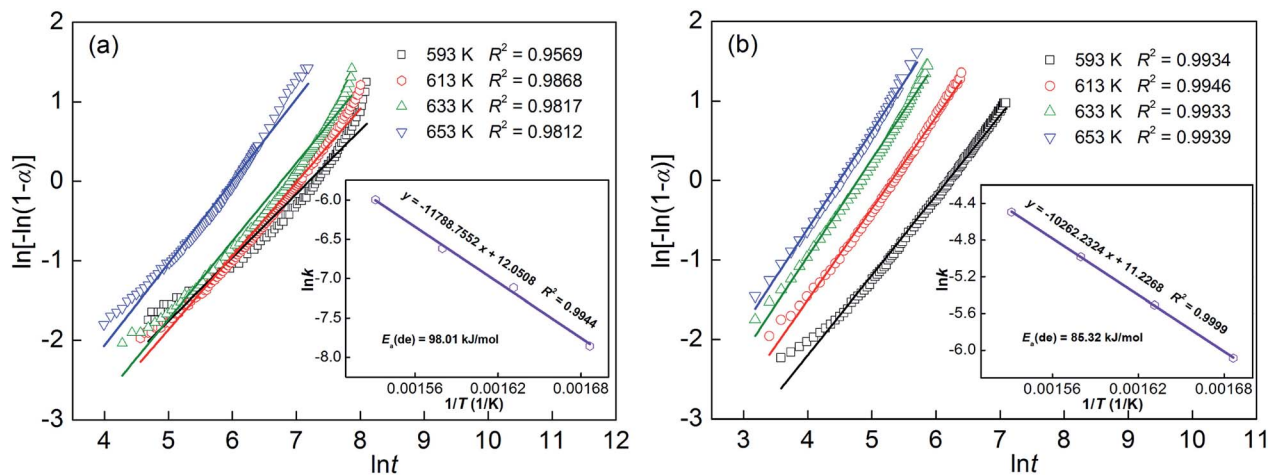 (a)
593 K R² = 0.9569
613 K R² = 0.9868
633 K R² = 0.9817
653 K R² = 0.9812
2
1
0
-1
-2
-3
ln[-ln(1-α)]
4 5 6 7 8 9 10 11 12
lnt
-6.0
-6.5
-7.0
-7.5
-8.0
lnk
y = -11788.7552 x + 12.0508 R² = 0.9944
Ea(de) = 98.01 kJ/mol
0.00156 0.00162 0.00168
1/T (1/K)
(b)
593 K R² = 0.9934
613 K R² = 0.9946
633 K R² = 0.9933
653 K R² = 0.9939
2
1
0
-1
-2
-3
ln[-ln(1-α)]
3 4 5 6 7 8 9 10 11
lnt
-4.4
-4.8
-5.2
-5.6
-6.0
lnk
y = -10262.2324 x + 11.2268 R² = 0.9999
Ea(de) = 85.32 kJ/mol
0.00156 0.00162 0.00168
1/T (1/K)